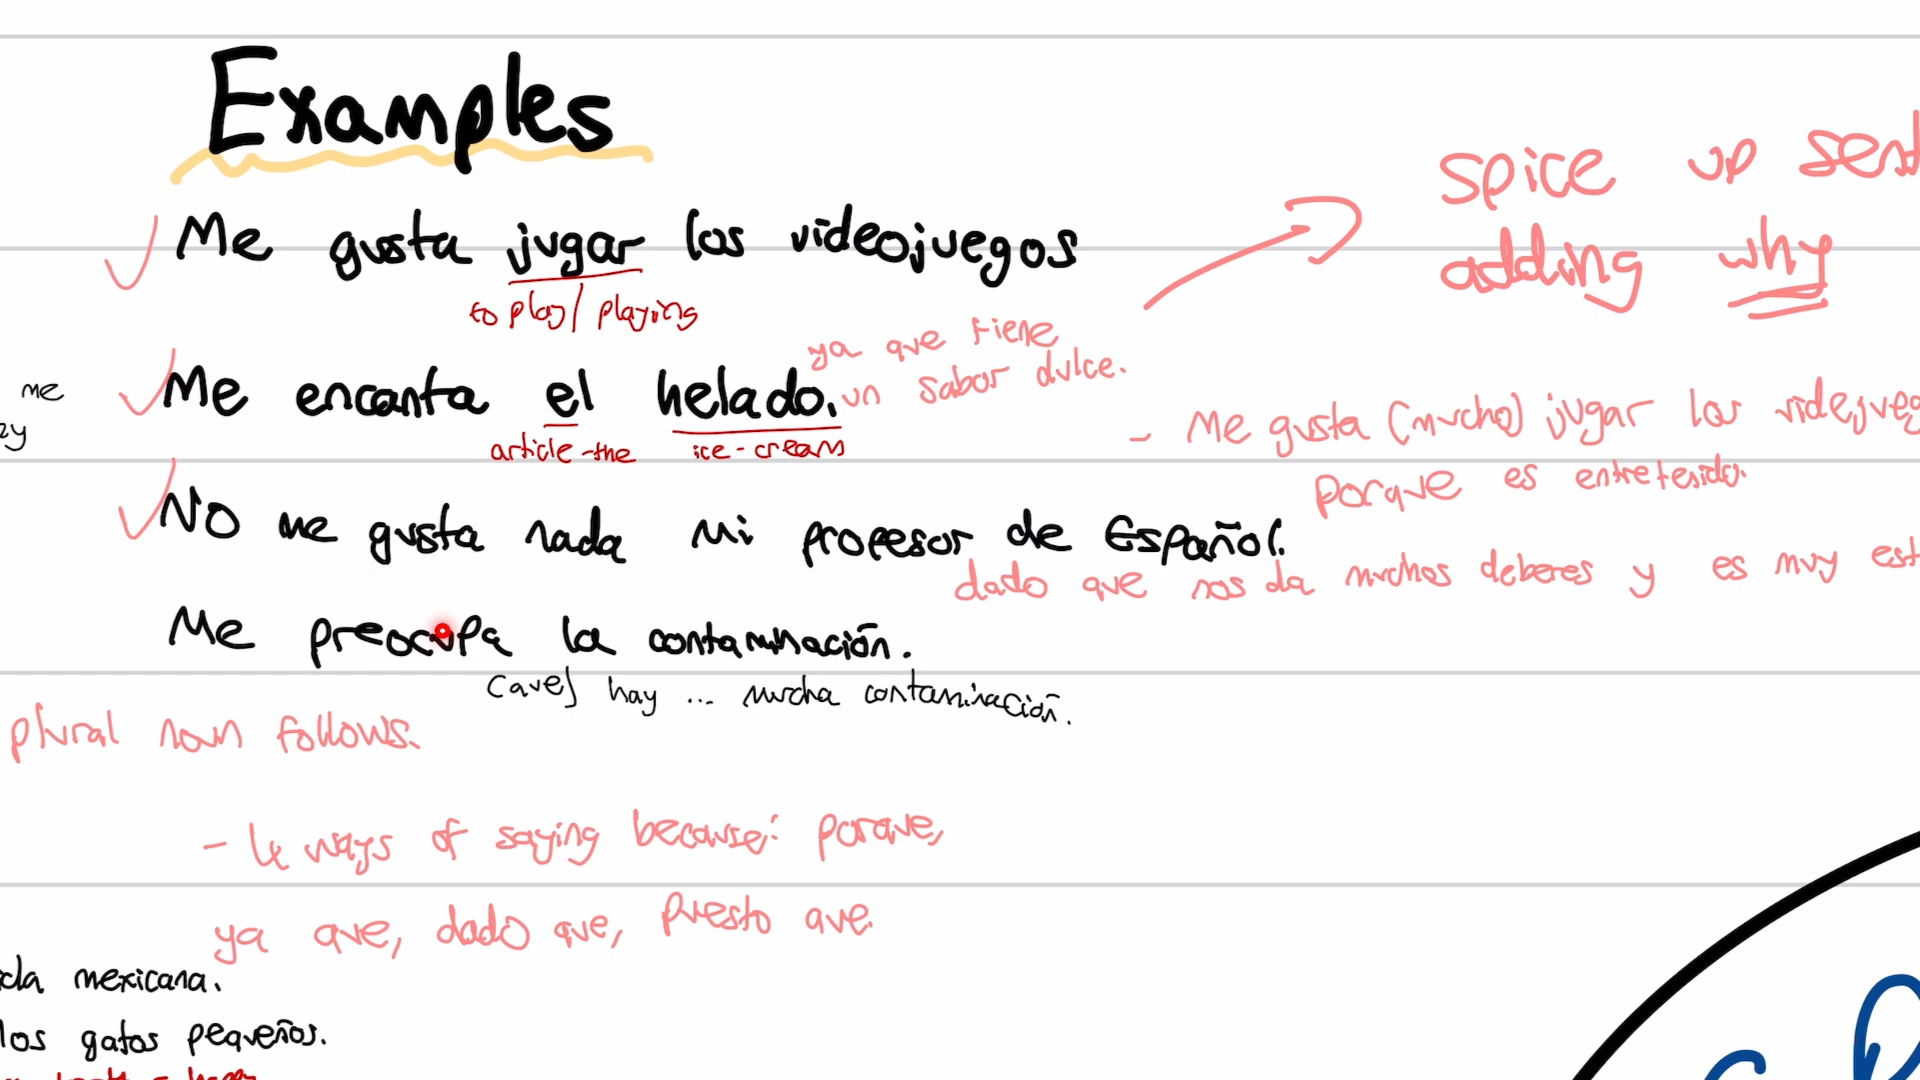 Examples
spice up sent
adding why
Me gusta jugar los videojuegos
to play/ playing
ya que tiene
un sabor dulce.
me
zy
Me encanta el helado.
article-the ice-cream
- Me gusta (mucho) jugar los videjueg
porque es entretenido.
No me gusta nada mi profesor de Español.
dado que nos da muchos deberes y es muy est
Me preocupa la contaminación.
(que) hay ... mucha contaminación.
plural noun follows.
- 4 ways of saying because: porque,
ya que, dado que, puesto que.
da mexicana.
los gatos pequeños.